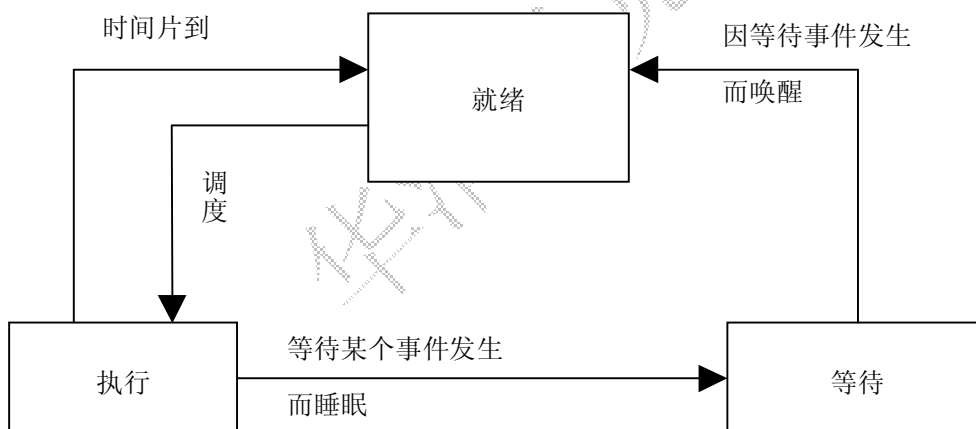 时间片到
因等待事件发生
而唤醒
就绪
调
度
等待某个事件发生
而睡眠
执行
等待